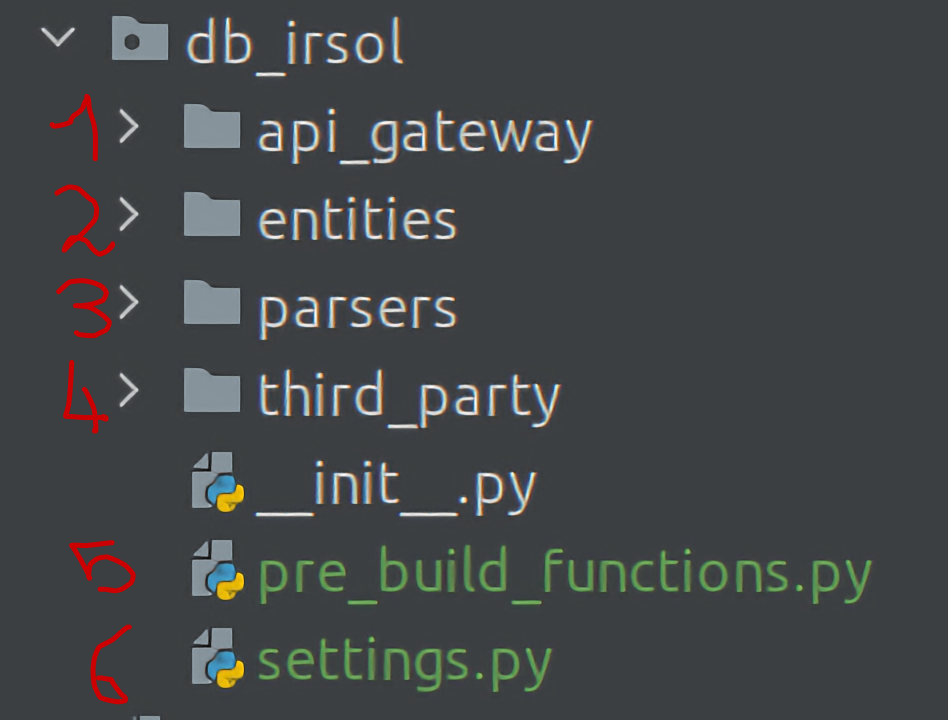 db_irsol
1 api_gateway
2 entities
3 parsers
4 third_party
__init__.py
5 pre_build_functions.py
6 settings.py